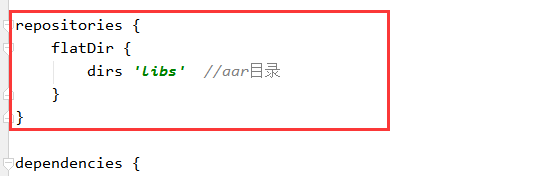 repositories {
    flatDir {
        dirs 'libs'  //aar目录
    }
}
dependencies {